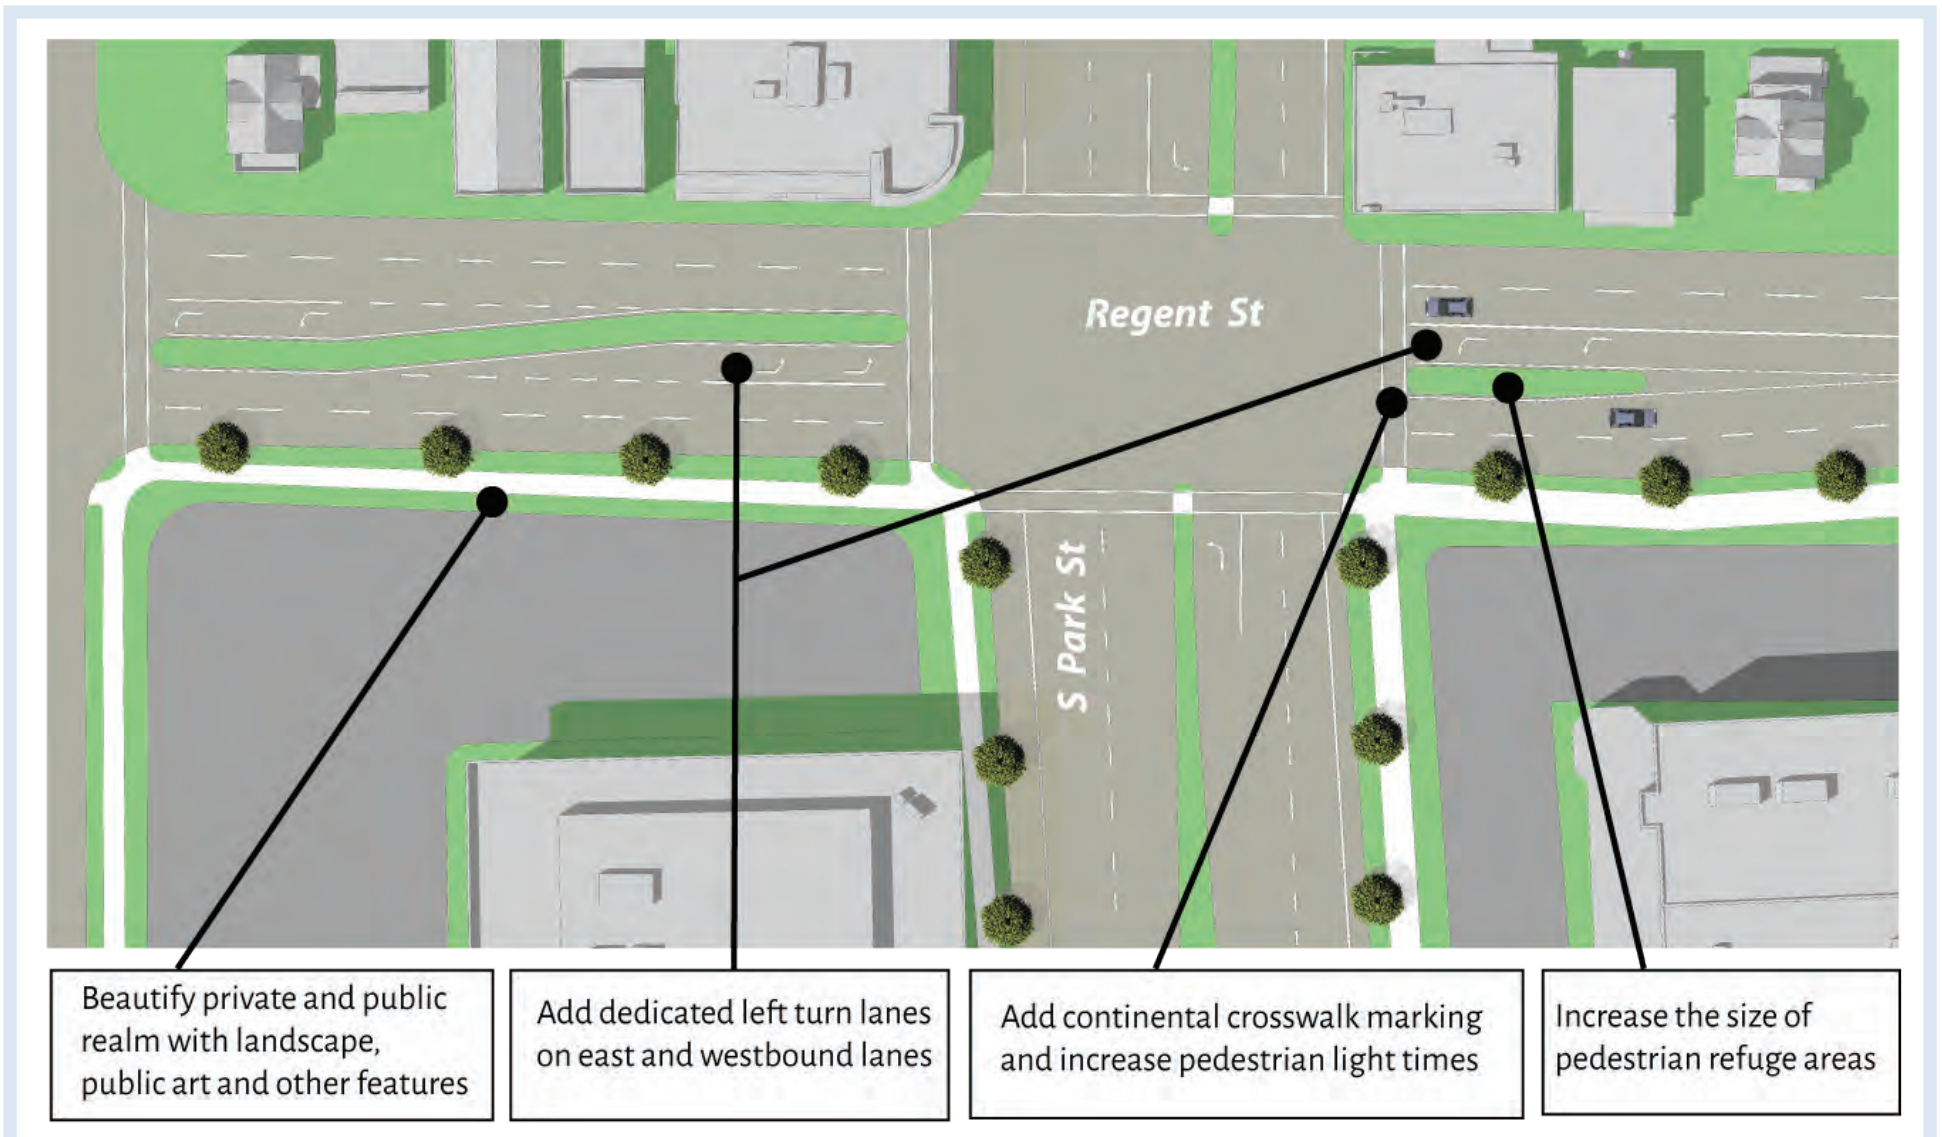 Regent St
S Park St
Beautify private and public
realm with landscape,
public art and other features
Add dedicated left turn lanes
on east and westbound lanes
Add continental crosswalk marking
and increase pedestrian light times
Increase the size of
pedestrian refuge areas